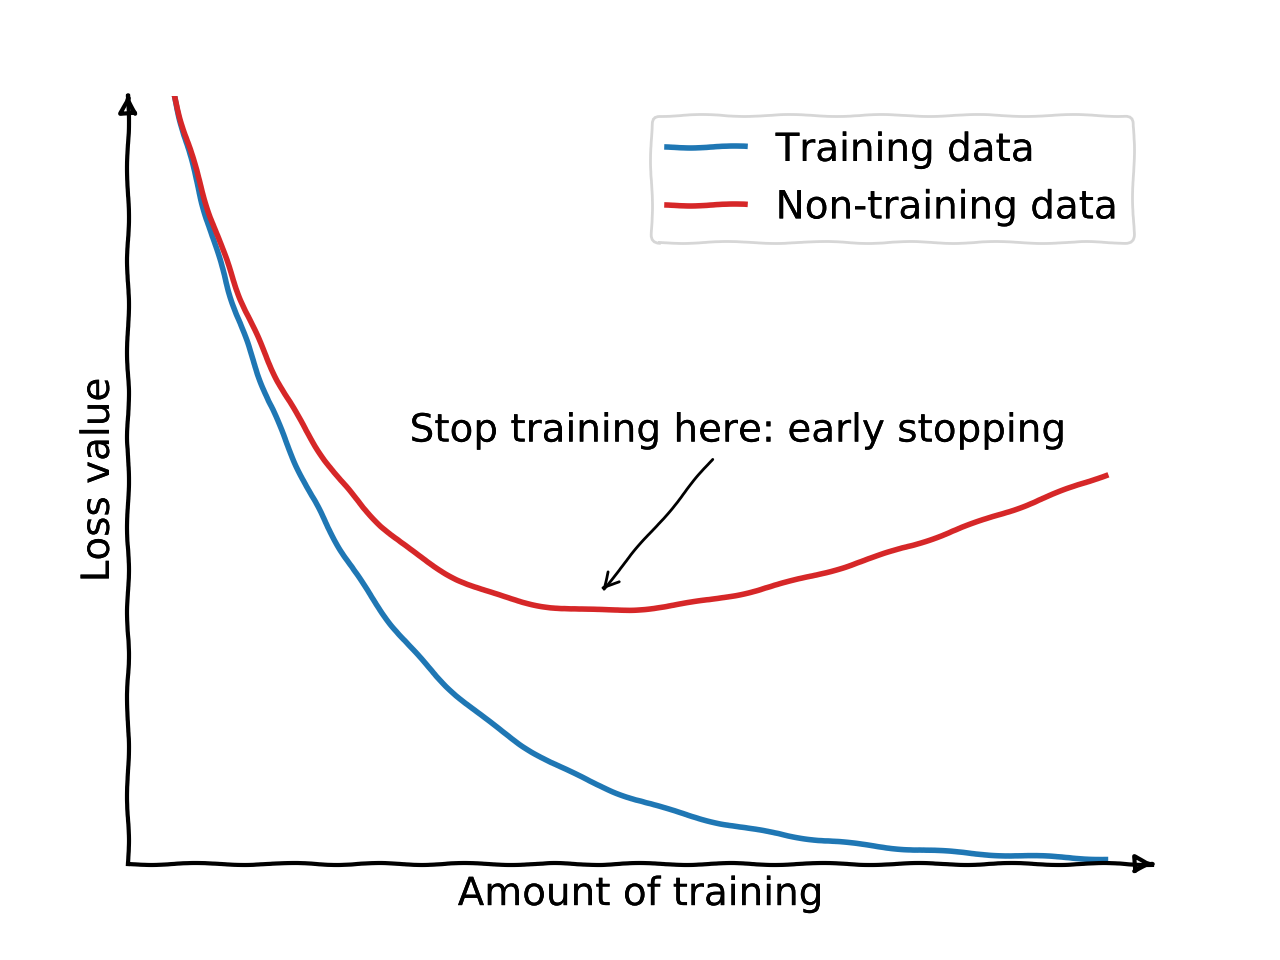 Training data
Non-training data
Stop training here: early stopping
Loss value
Amount of training